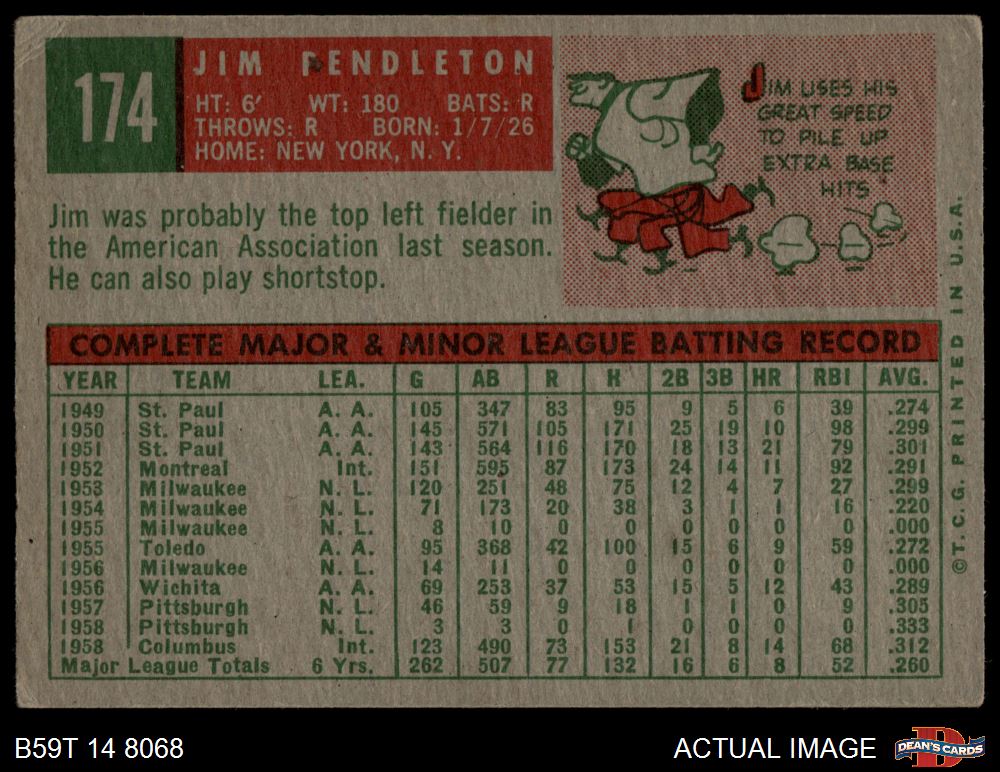 174
JIM PENDLETON
HT: 6' WT: 180 BATS: R
THROWS: R BORN: 1/7/26
HOME: NEW YORK, N. Y.
JIM USES HIS
GREAT SPEED
TO PILE UP
EXTRA BASE
HITS
Jim was probably the top left fielder in
the American Association last season.
He can also play shortstop.
COMPLETE MAJOR & MINOR LEAGUE BATTING RECORD
YEAR TEAM LEA. G AB R H 2B 3B HR RBI AVG.
1949 St. Paul A. A. 105 347 83 95 9 5 6 39 .274
1950 St. Paul A. A. 145 571 105 171 25 19 10 98 .299
1951 St. Paul A. A. 143 564 116 170 18 13 21 79 .301
1952 Montreal Int. 151 595 87 173 24 14 11 92 .291
1953 Milwaukee N. L. 120 251 48 75 12 4 7 27 .299
1954 Milwaukee N. L. 71 173 20 38 3 1 1 16 .220
1955 Milwaukee N. L. 8 10 0 0 0 0 0 0 .000
1955 Toledo A. A. 95 368 42 100 15 6 9 59 .272
1956 Milwaukee N. L. 14 11 0 0 0 0 0 0 .000
1956 Wichita A. A. 69 253 37 53 15 5 12 43 .289
1957 Pittsburgh N. L. 46 59 9 18 1 1 0 9 .305
1958 Pittsburgh N. L. 3 3 0 1 0 0 0 0 .333
1958 Columbus Int. 123 490 73 153 21 8 14 68 .312
Major League Totals 6 Yrs. 262 507 77 132 16 6 8 52 .260
©T. C. G. PRINTED IN U.S.A.
B59T 14 8068
ACTUAL IMAGE
D
DEAN'S CARDS